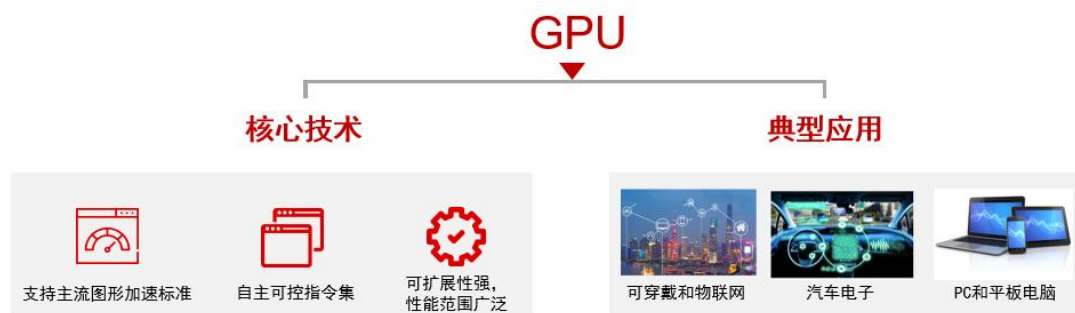 GPU
核心技术
典型应用
支持主流图形加速标准
自主可控指令集
可扩展性强，
性能范围广泛
可穿戴和物联网
汽车电子
PC和平板电脑